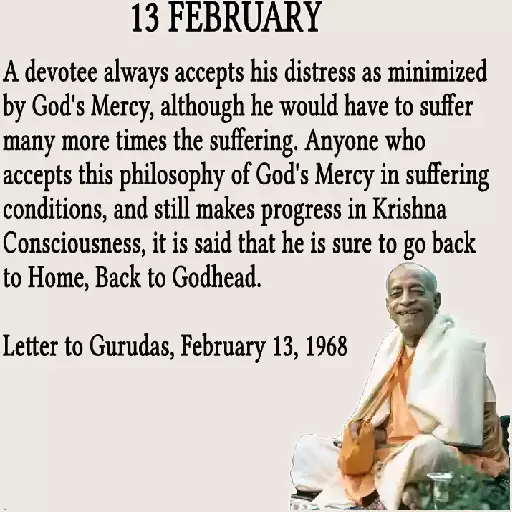 13 FEBRUARY
A devotee always accepts his distress as minimized
by God's Mercy, although he would have to suffer
many more times the suffering. Anyone who
accepts this philosophy of God's Mercy in suffering
conditions, and still makes progress in Krishna
Consciousness, it is said that he is sure to go back
to Home, Back to Godhead.
Letter to Gurudas, February 13, 1968